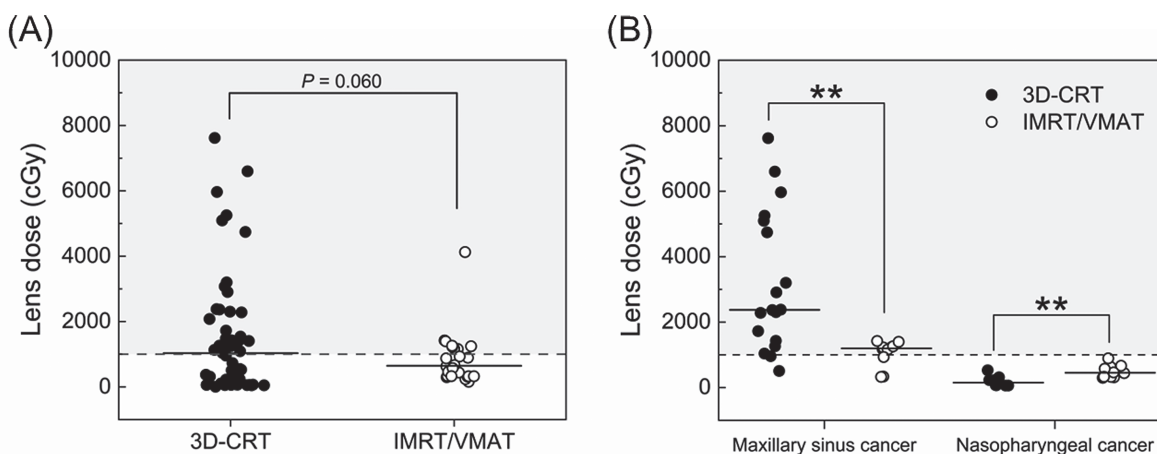 (A)
Lens dose (cGy)
10000
8000
6000
4000
2000
0
P = 0.060
3D-CRT
IMRT/VMAT
(B)
Lens dose (cGy)
10000
8000
6000
4000
2000
0
**
**
3D-CRT
IMRT/VMAT
Maxillary sinus cancer
Nasopharyngeal cancer